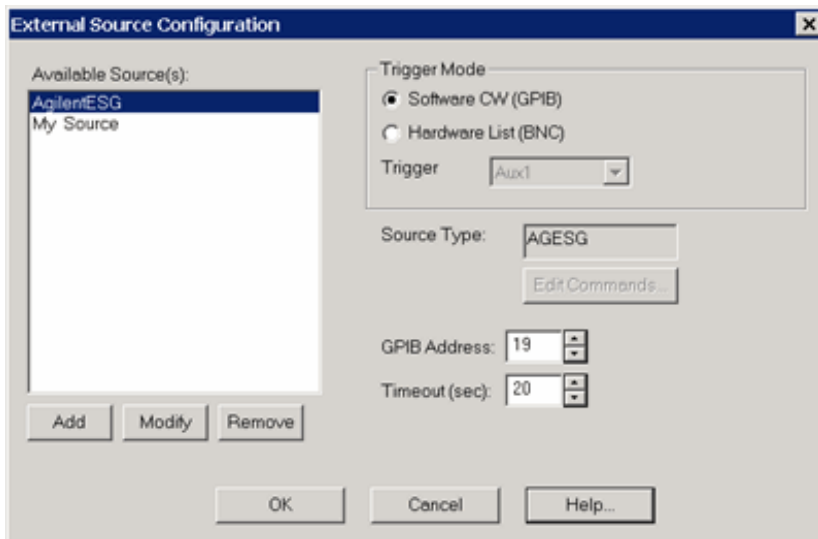 External Source Configuration
Available Source(s):
AgilentESG
My Source
Add
Modify
Remove
Trigger Mode
Software CW (GPIB)
Hardware List (BNC)
Trigger
Aux1
Source Type:
AGESG
Edit Commands...
GPIB Address:
19
Timeout (sec):
20
OK
Cancel
Help...